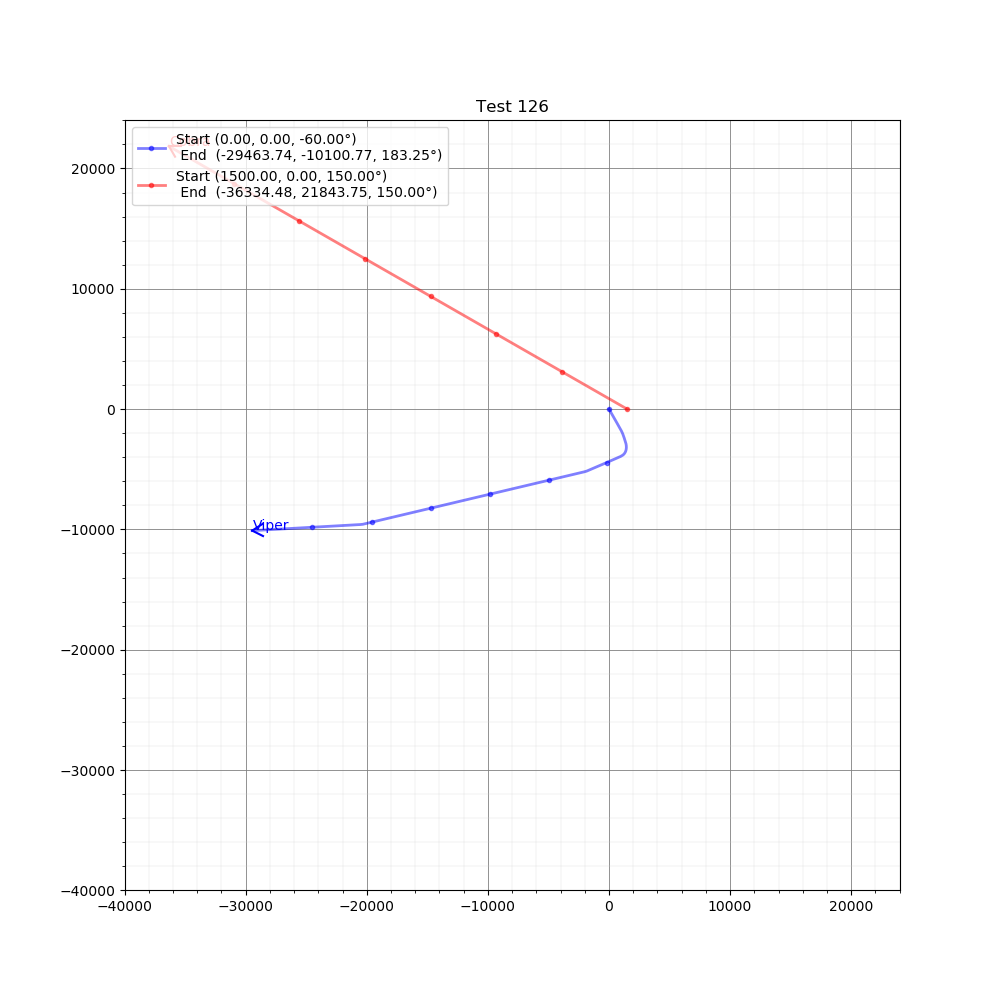 Test 126
Start (0.00, 0.00, -60.00°)
End (-29463.74, -10100.77, 183.25°)
Start (1500.00, 0.00, 150.00°)
End (-36334.48, 21843.75, 150.00°)
20000
10000
0
−10000
Viper
−20000
−30000
−40000
−40000 −30000 −20000 −10000 0 10000 20000